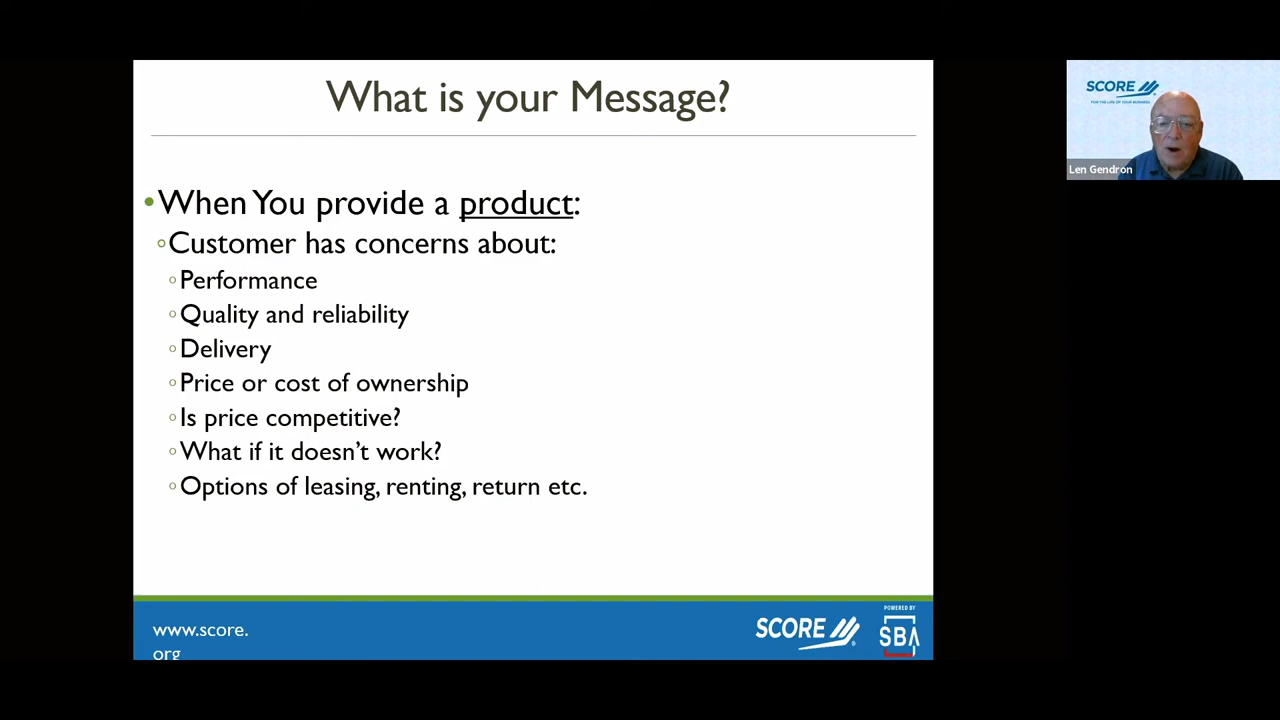 What is your Message?
•When You provide a product:
◦Customer has concerns about:
◦Performance
◦Quality and reliability
◦Delivery
◦Price or cost of ownership
◦Is price competitive?
◦What if it doesn't work?
◦Options of leasing, renting, return etc.
www.score.
org
SCORE
POWERED BY
SBA
SCORE
FOR THE LIFE OF YOUR BUSINESS
Len Gendron